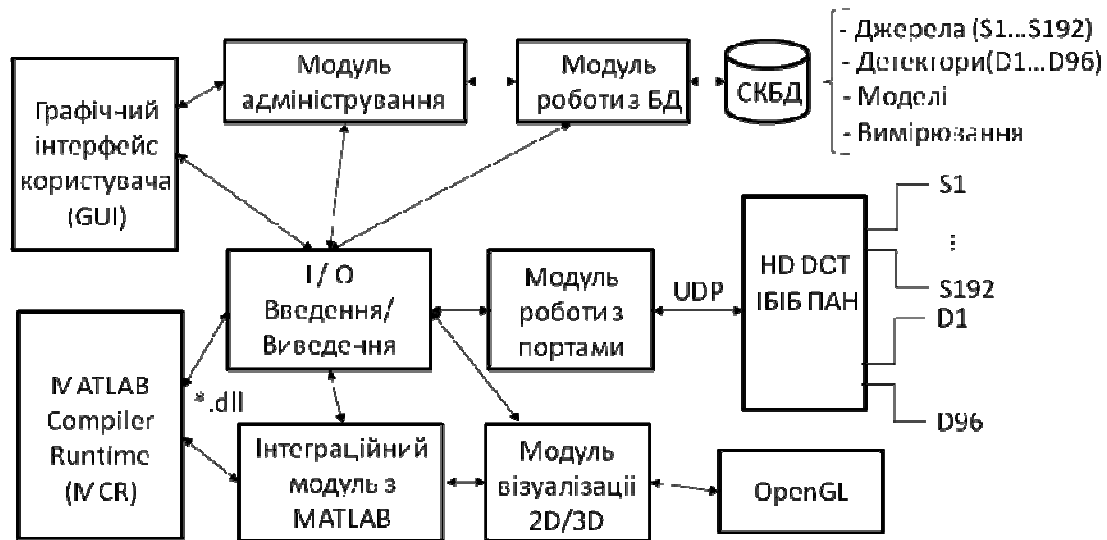 Графічний
інтерфейс
користувача
(GUI)
Модуль
адміністрування
Модуль
роботи з БД
СКБД
- Джерела (S1...S192)
- Детектори(D1...D96)
- Моделі
- Вимірювання
I / O
Введення/
Виведення
Модуль
роботи з
портами
UDP
HD DCT
ІБІБ ПАН
S1
...
S192
D1
D96
MATLAB
Compiler
Runtime
(MCR)
*.dll
Інтеграційний
модуль з
MATLAB
Модуль
візуалізації
2D/3D
OpenGL